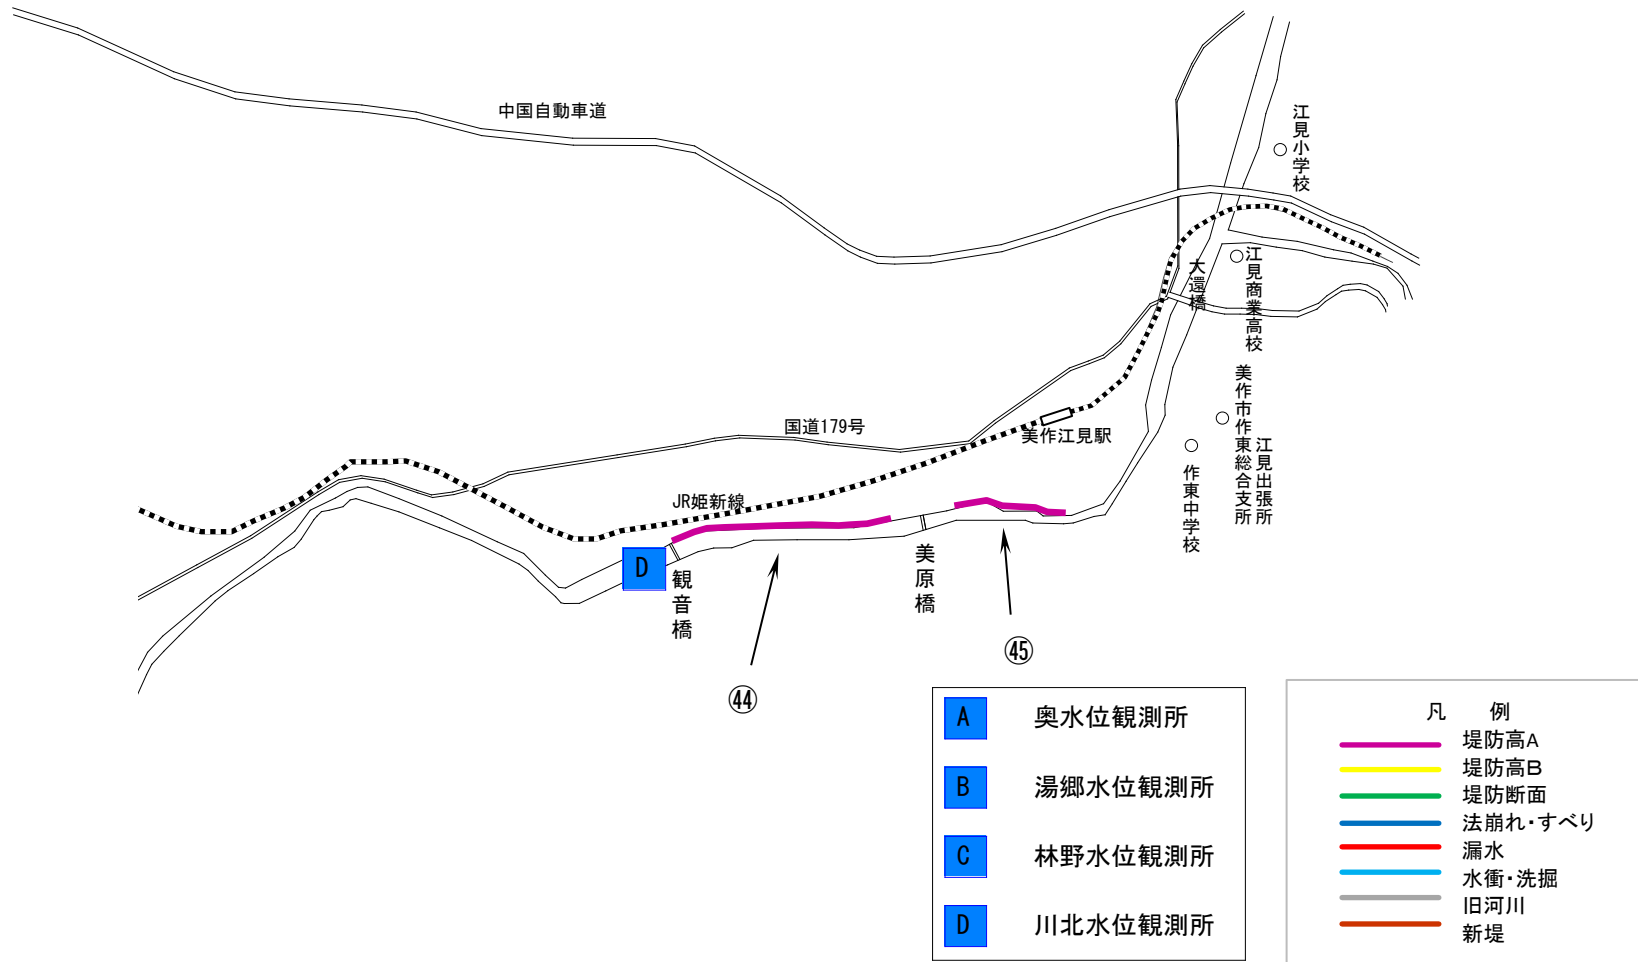 中国自動車道
江見小学校
大還橋
江見商業高校
国道179号
美作江見駅
美作市作東総合支所
江見出張所
作東中学校
JR姫新線
D
観音橋
美原橋
㊹
㊺
A 奥水位観測所
B 湯郷水位観測所
C 林野水位観測所
D 川北水位観測所
凡 例
堤防高A
堤防高B
堤防断面
法崩れ・すべり
漏水
水衝・洗掘
旧河川
新堤